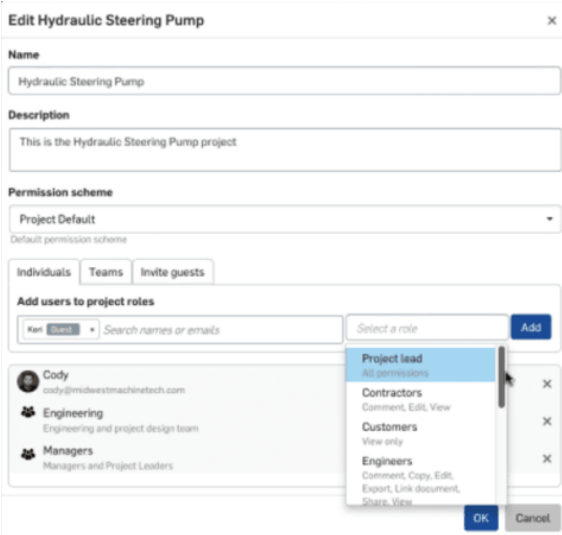 Edit Hydraulic Steering Pump
Name
Hydraulic Steering Pump
Description
This is the Hydraulic Steering Pump project
Permission scheme
Project Default
Default permission scheme
Individuals Teams Invite guests
Add users to project roles
Keri Guest × Search names or emails Select a role Add
Project lead
All permissions
Contractors
Comment, Edit, View
Customers
View only
Engineers
Comment, Copy, Edit,
Export, Link document,
Share, View
Cody
cody@midwestmachinetech.com
Engineering
Engineering and project design team
Managers
Managers and Project Leaders
OK Cancel